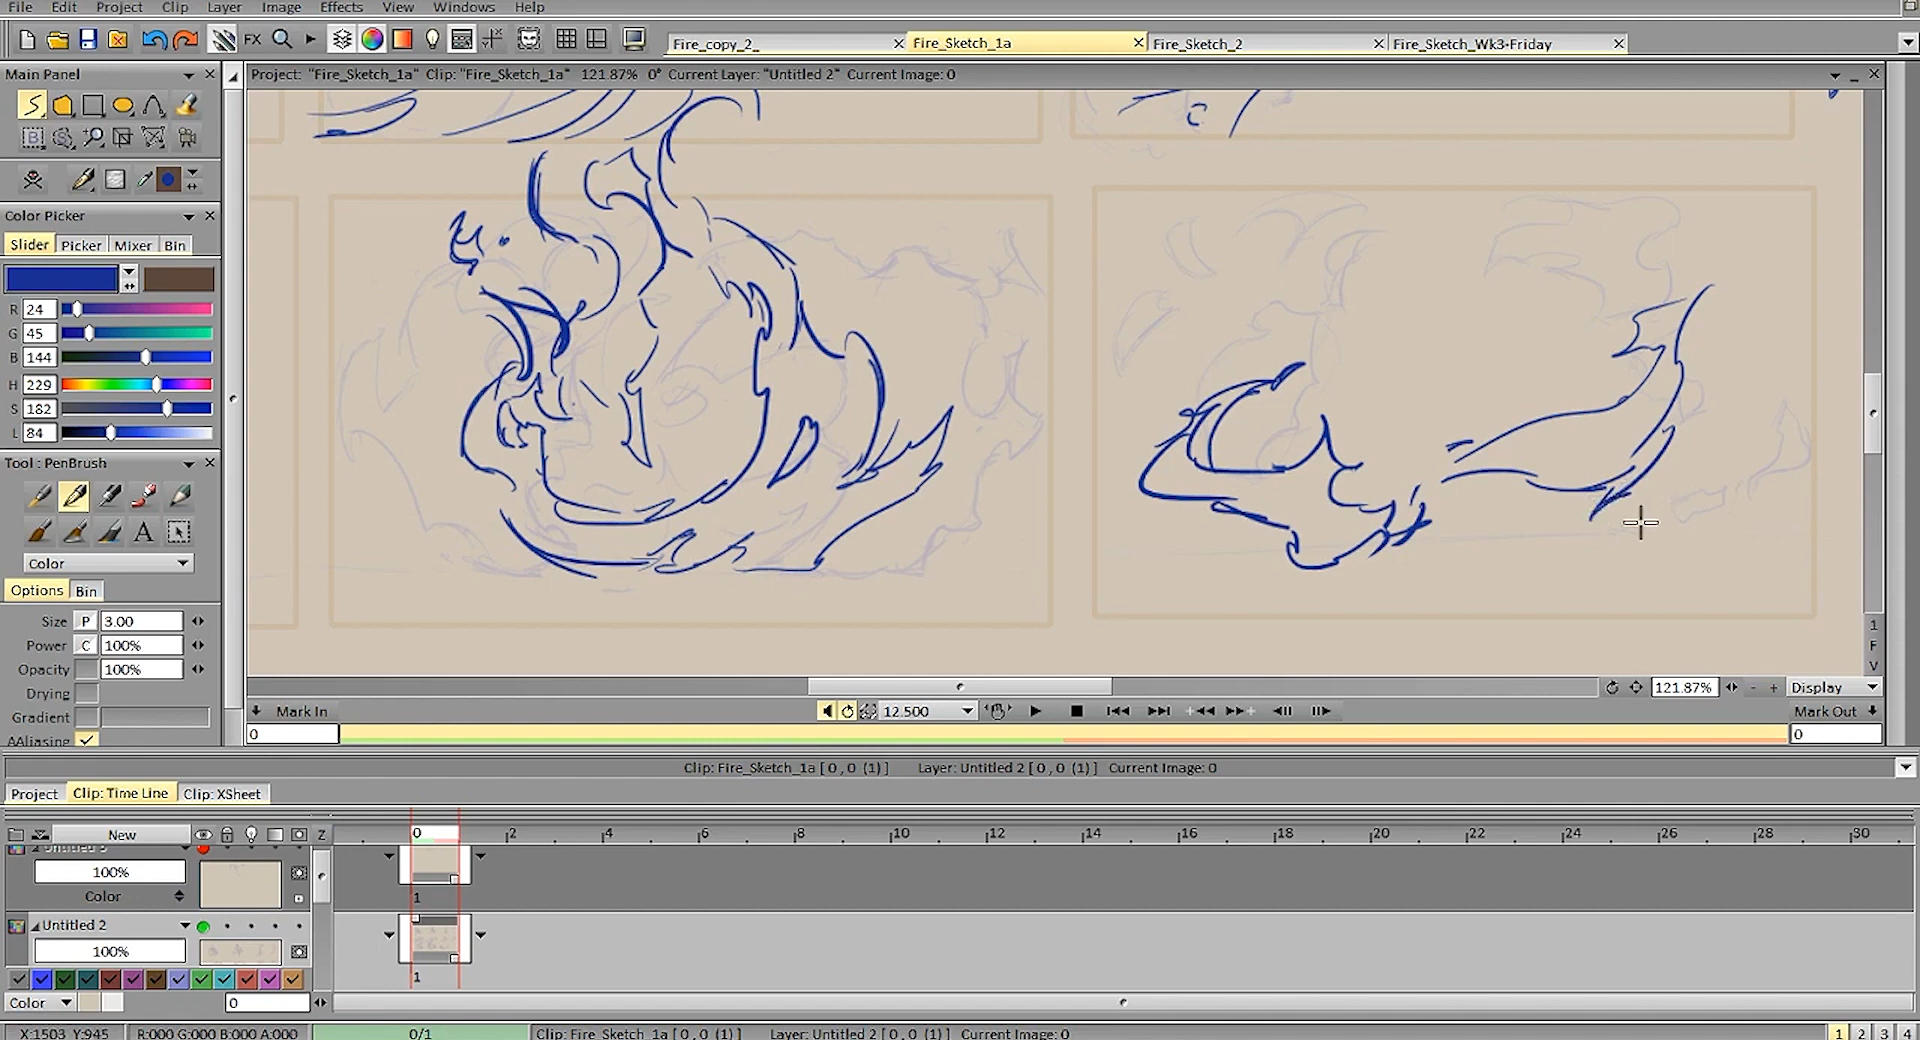 File Edit Project Clip Layer Image Effects View Windows Help
FX
Fire_copy_2_ Fire_Sketch_1a Fire_Sketch_2 Fire_Sketch_Wk3-Friday
Main Panel
Project: "Fire_Sketch_1a" Clip: "Fire_Sketch_1a" 121.87% 0° Current Layer: "Untitled 2" Current Image: 0
Color Picker
Slider Picker Mixer Bin
R 24
G 45
B 144
H 229
S 182
L 84
Tool : PenBrush
A
Color
Options Bin
Size P 3.00
Power C 100%
Opacity 100%
Drying
Gradient
AAliasing
1
F
V
121.87% - + Display
Mark In 12.500 Mark Out
0 0
Clip: Fire_Sketch_1a [ 0 , 0 (1) ] Layer: Untitled 2 [ 0 , 0 (1) ] Current Image: 0
Project Clip: Time Line Clip: XSheet
New Z 0 2 4 6 8 10 12 14 16 18 20 22 24 26 28 30
100%
Color 1
Untitled 2
100%
1
Color 0
X:1503 Y:945 R:000 G:000 B:000 A:000 0/1 Clip: Fire_Sketch_1a [ 0 , 0 (1) ] Layer: Untitled 2 [ 0 , 0 (1) ] Current Image: 0 1 2 3 4